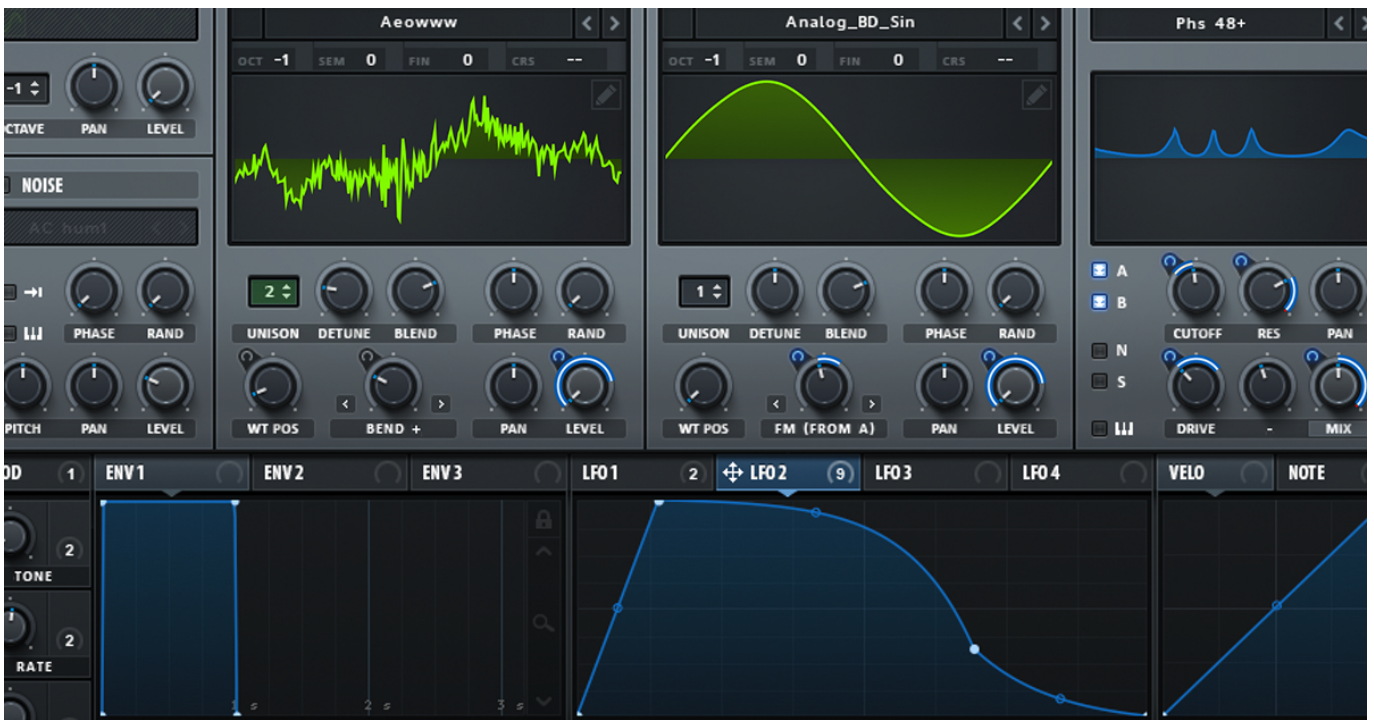 Aeowww
Analog_BD_Sin
Phs 48+
OCT -1 SEM 0 FIN 0 CRS --
OCT -1 SEM 0 FIN 0 CRS --
-1
CTAVE PAN LEVEL
NOISE
AC hum1
2
1
A
B
PHASE RAND
UNISON DETUNE BLEND PHASE RAND
UNISON DETUNE BLEND PHASE RAND
CUTOFF RES PAN
N
S
PITCH PAN LEVEL
WT POS BEND + PAN LEVEL
WT POS FM (FROM A) PAN LEVEL
DRIVE - MIX
OD 1
ENV 1 ENV 2 ENV 3
LFO 1 2 LFO 2 9 LFO 3 LFO 4
VELO NOTE
2
TONE
2
RATE
1 s 2 s 3 s